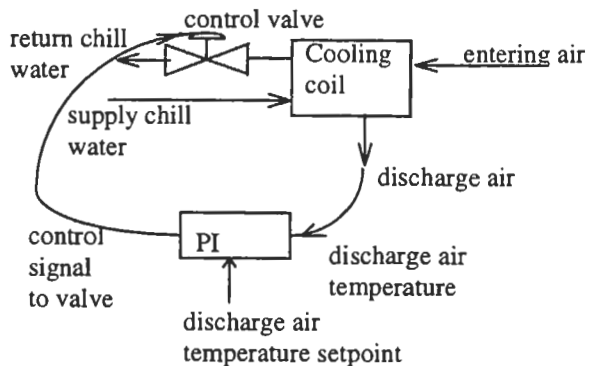 control valve
return chill
water
Cooling
coil
entering air
supply chill
water
discharge air
PI
control
signal
to valve
discharge air
temperature
discharge air
temperature setpoint